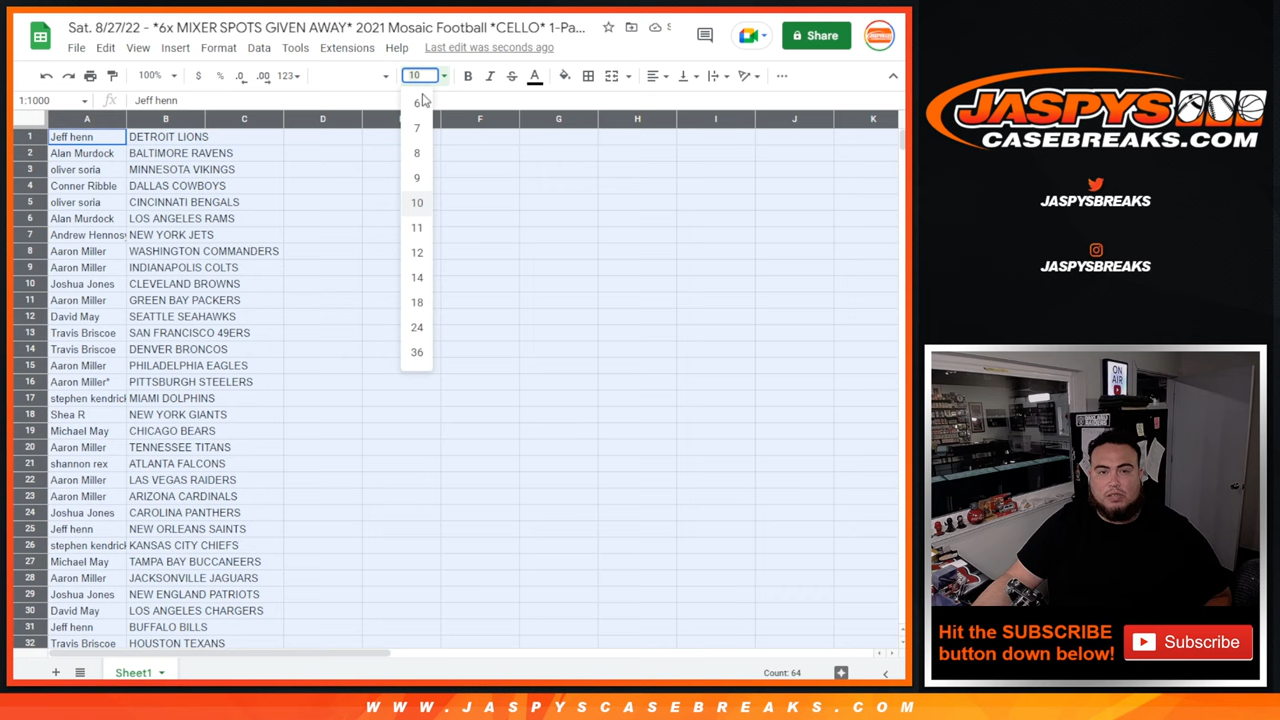 Sat. 8/27/22 - *6x MIXER SPOTS GIVEN AWAY* 2021 Mosaic Football *CELLO* 1-Pa...
File Edit View Insert Format Data Tools Extensions Help Last edit was seconds ago
Share
100% $ % .0 .00 123 10 B I S A
1:1000 fx Jeff henn
A B C D F G H I J K
1 Jeff henn DETROIT LIONS
2 Alan Murdock BALTIMORE RAVENS
3 oliver soria MINNESOTA VIKINGS
4 Conner Ribble DALLAS COWBOYS
5 oliver soria CINCINNATI BENGALS
6 Alan Murdock LOS ANGELES RAMS
7 Andrew Hennosy NEW YORK JETS
8 Aaron Miller WASHINGTON COMMANDERS
9 Aaron Miller INDIANAPOLIS COLTS
10 Joshua Jones CLEVELAND BROWNS
11 Aaron Miller GREEN BAY PACKERS
12 David May SEATTLE SEAHAWKS
13 Travis Briscoe SAN FRANCISCO 49ERS
14 Travis Briscoe DENVER BRONCOS
15 Aaron Miller PHILADELPHIA EAGLES
16 Aaron Miller* PITTSBURGH STEELERS
17 stephen kendrick MIAMI DOLPHINS
18 Shea R NEW YORK GIANTS
19 Michael May CHICAGO BEARS
20 Aaron Miller TENNESSEE TITANS
21 shannon rex ATLANTA FALCONS
22 Aaron Miller LAS VEGAS RAIDERS
23 Aaron Miller ARIZONA CARDINALS
24 Joshua Jones CAROLINA PANTHERS
25 Jeff henn NEW ORLEANS SAINTS
26 stephen kendrick KANSAS CITY CHIEFS
27 Michael May TAMPA BAY BUCCANEERS
28 Aaron Miller JACKSONVILLE JAGUARS
29 Joshua Jones NEW ENGLAND PATRIOTS
30 David May LOS ANGELES CHARGERS
31 Jeff henn BUFFALO BILLS
32 Travis Briscoe HOUSTON TEXANS
6
7
8
9
10
11
12
14
18
24
36
Sheet1
Count: 64
JASPYS
CASEBREAKS.COM
JASPYSBREAKS
JASPYSBREAKS
ON
AIR
Hit the SUBSCRIBE
button down below!
Subscribe
WWW.JASPYSCASEBREAKS.COM